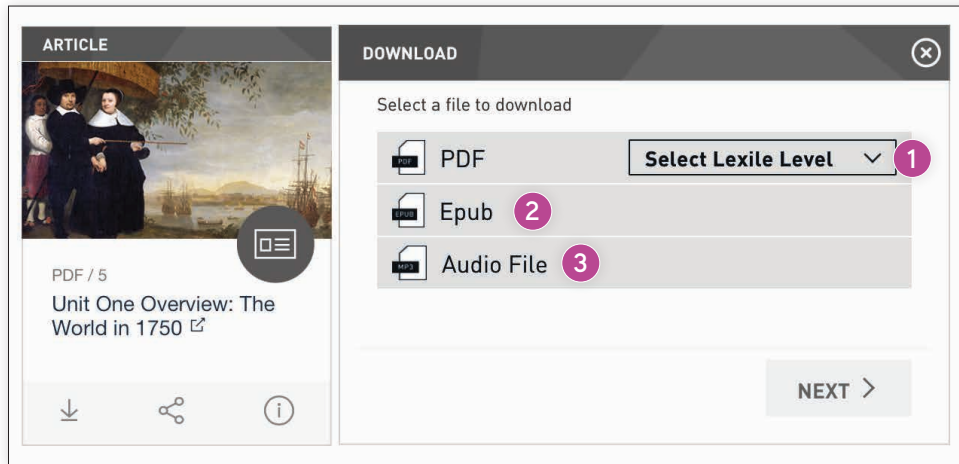 ARTICLE
PDF / 5
Unit One Overview: The
World in 1750
DOWNLOAD
Select a file to download
PDF
PDF
Select Lexile Level
1
EPUB
Epub
2
MP3
Audio File
3
NEXT